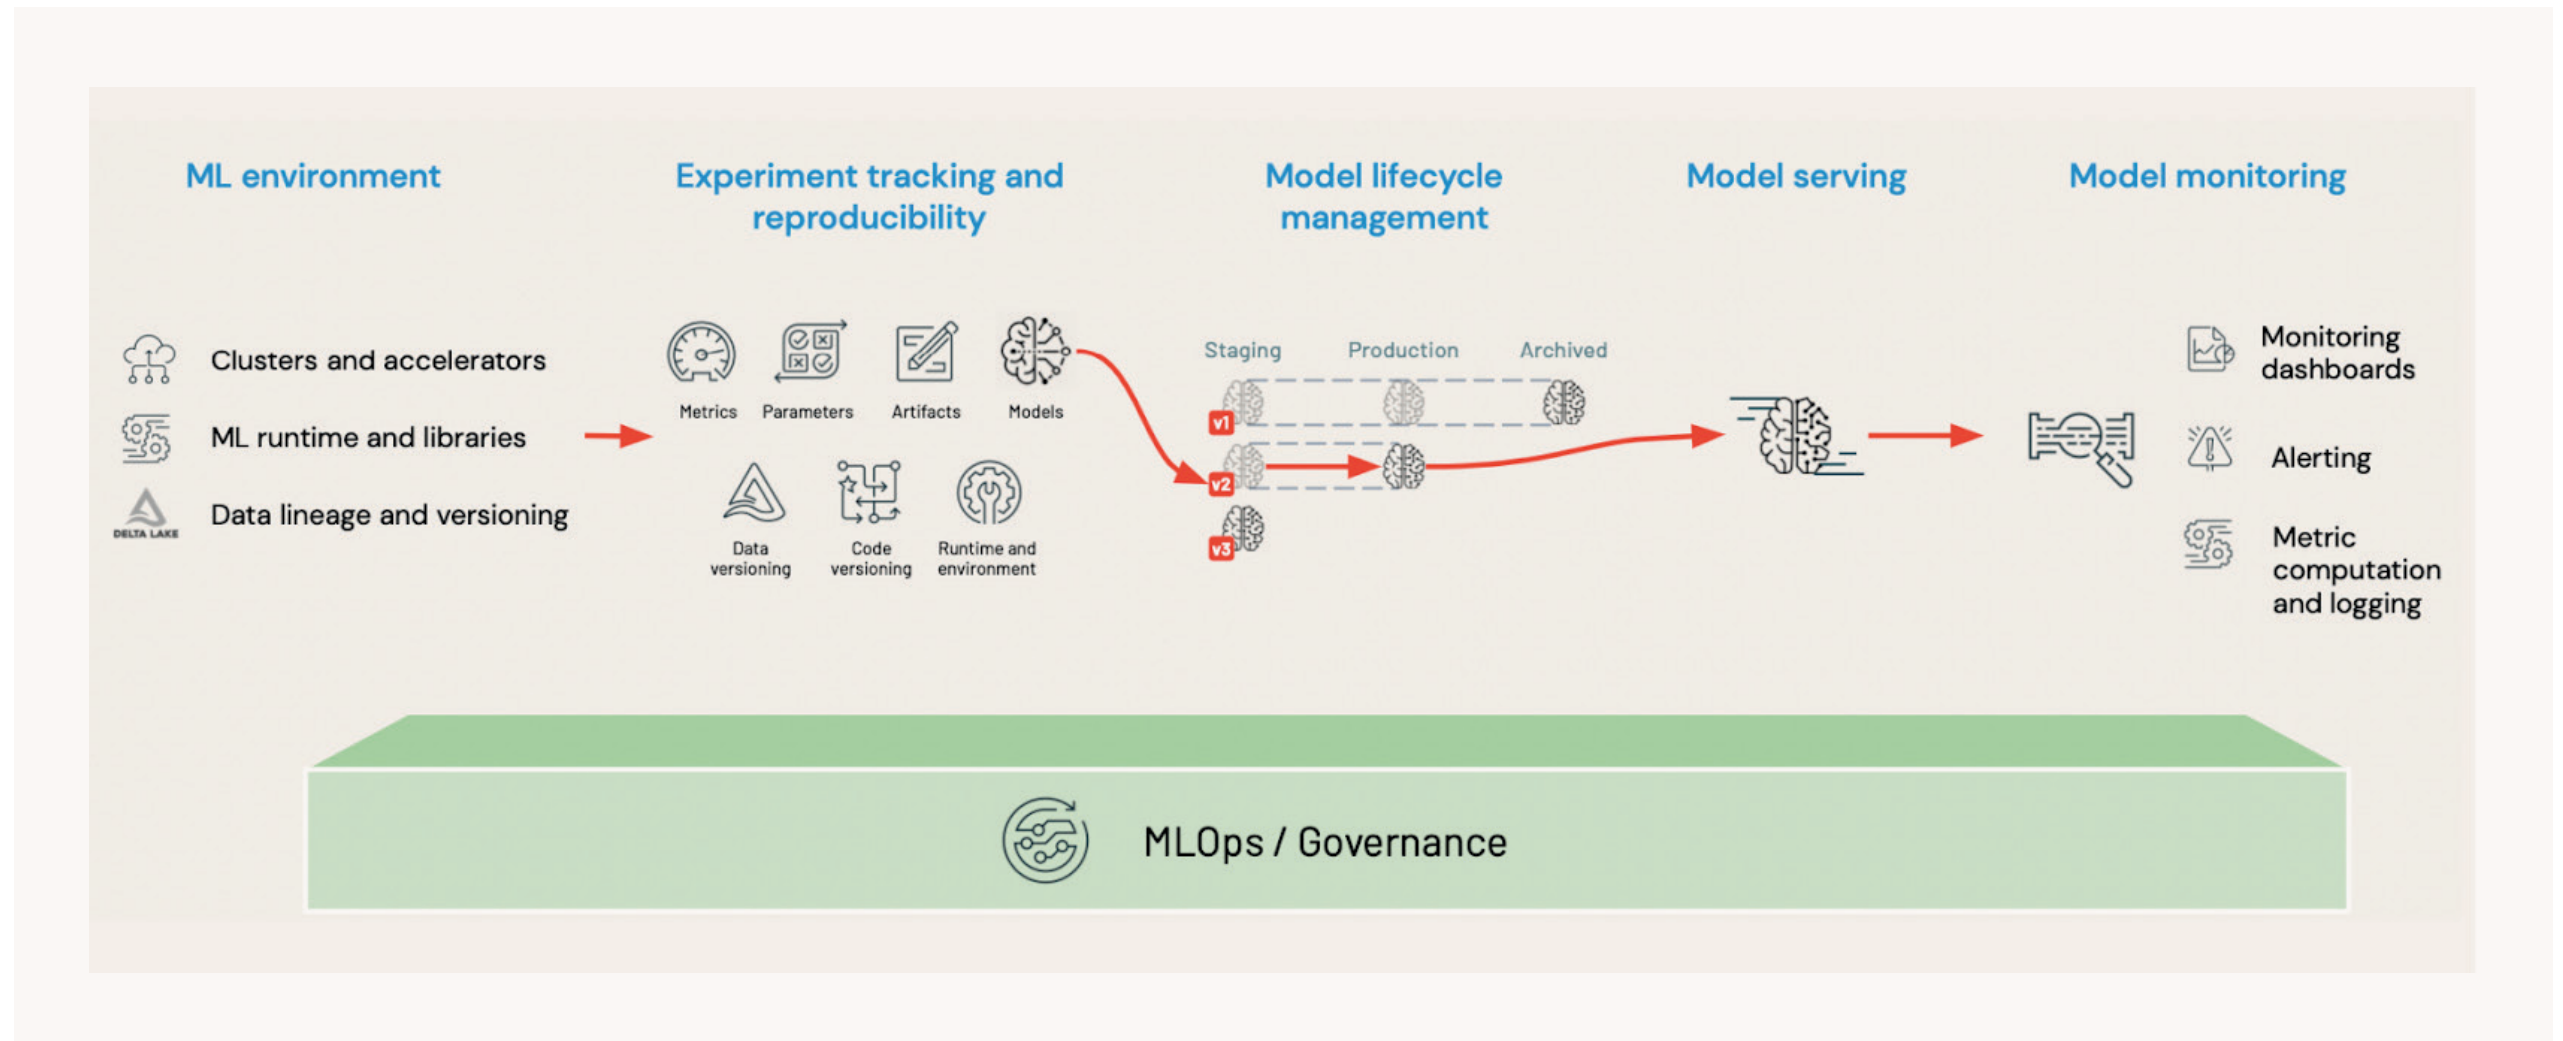 ML environment
Experiment tracking and
reproducibility
Model lifecycle
management
Model serving
Model monitoring
Clusters and accelerators
ML runtime and libraries
DELTA LAKE
Data lineage and versioning
Metrics
Parameters
Artifacts
Models
Data
versioning
Code
versioning
Runtime and
environment
Staging
Production
Archived
v1
v2
v3
Monitoring
dashboards
Alerting
Metric
computation
and logging
MLOps / Governance